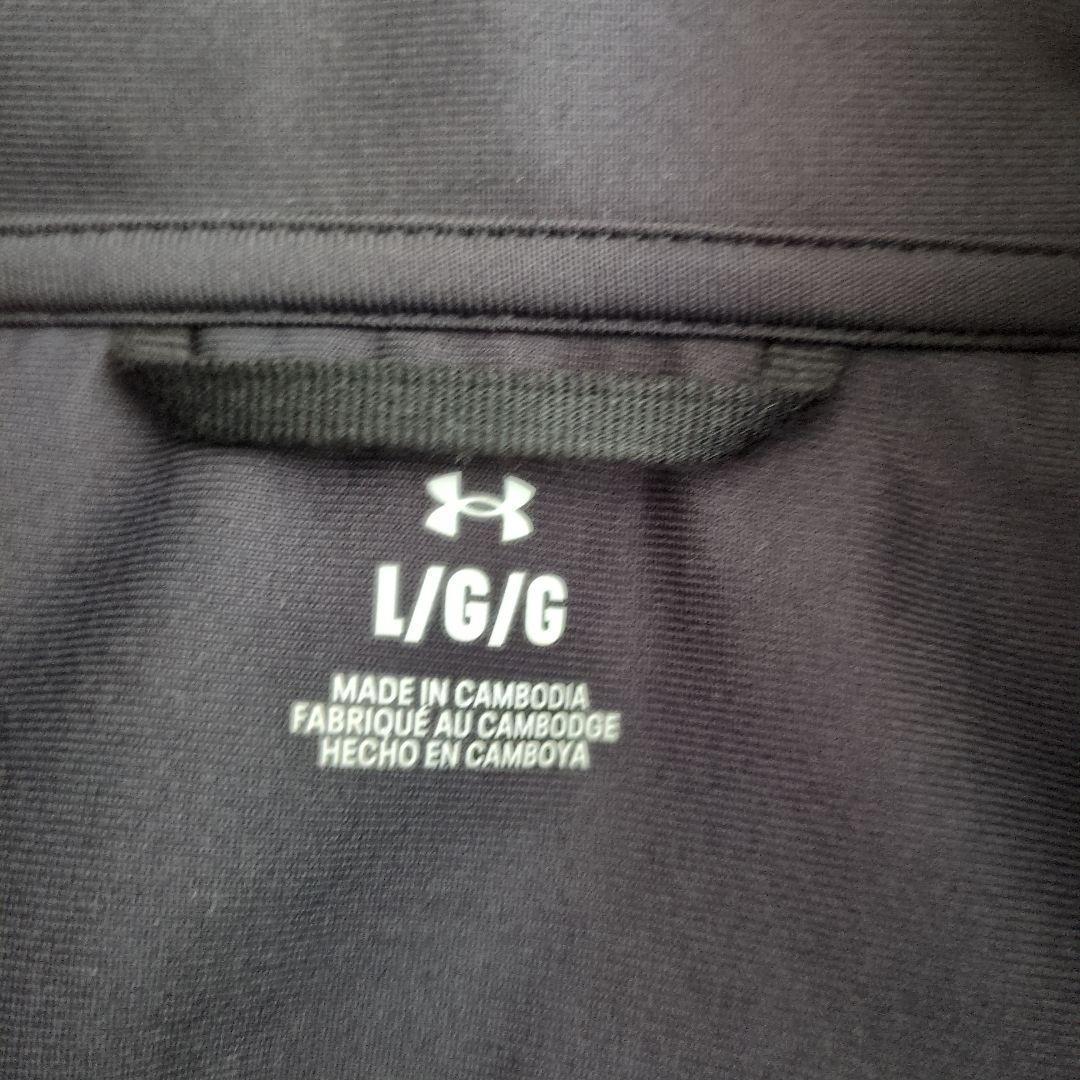 L/G/G
MADE IN CAMBODIA
FABRIQUÉ AU CAMBODGE
HECHO EN CAMBOYA